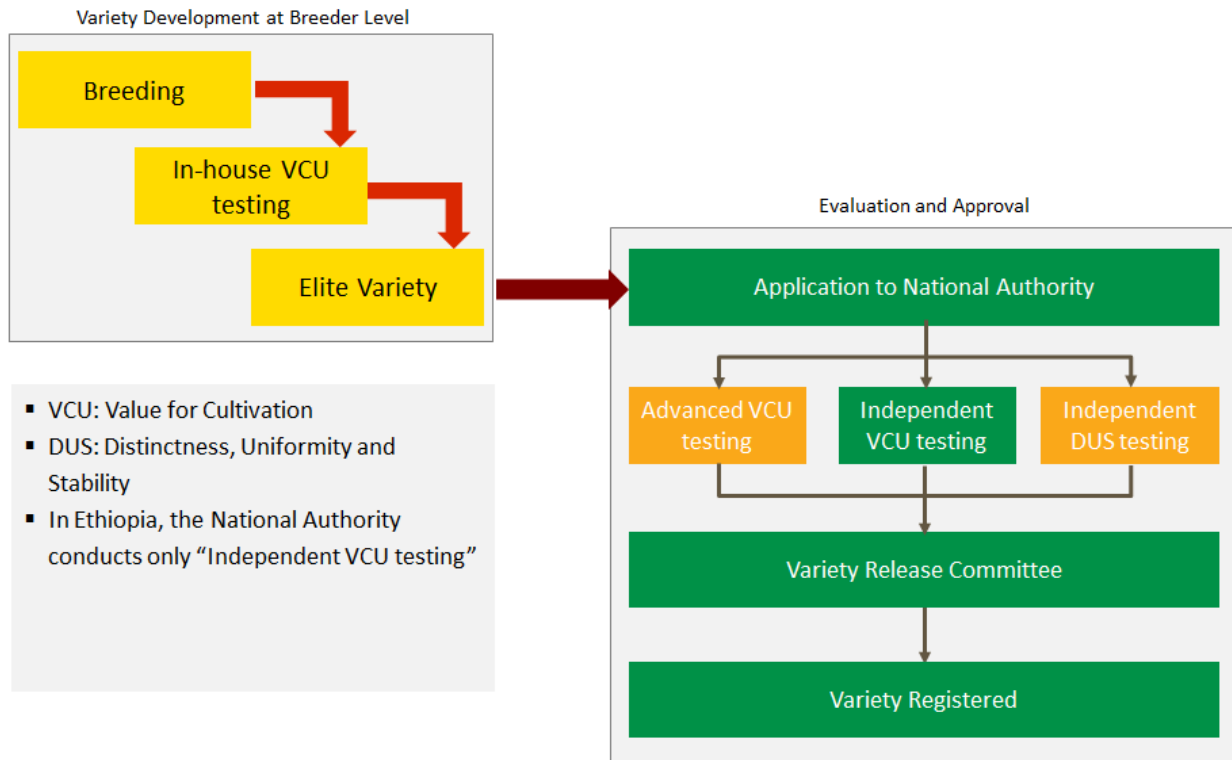 Variety Development at Breeder Level
Breeding
In-house VCU
testing
Elite Variety
▪ VCU: Value for Cultivation
▪ DUS: Distinctness, Uniformity and
Stability
▪ In Ethiopia, the National Authority
conducts only “Independent VCU testing”
Evaluation and Approval
Application to National Authority
Advanced VCU
testing
Independent
VCU testing
Independent
DUS testing
Variety Release Committee
Variety Registered